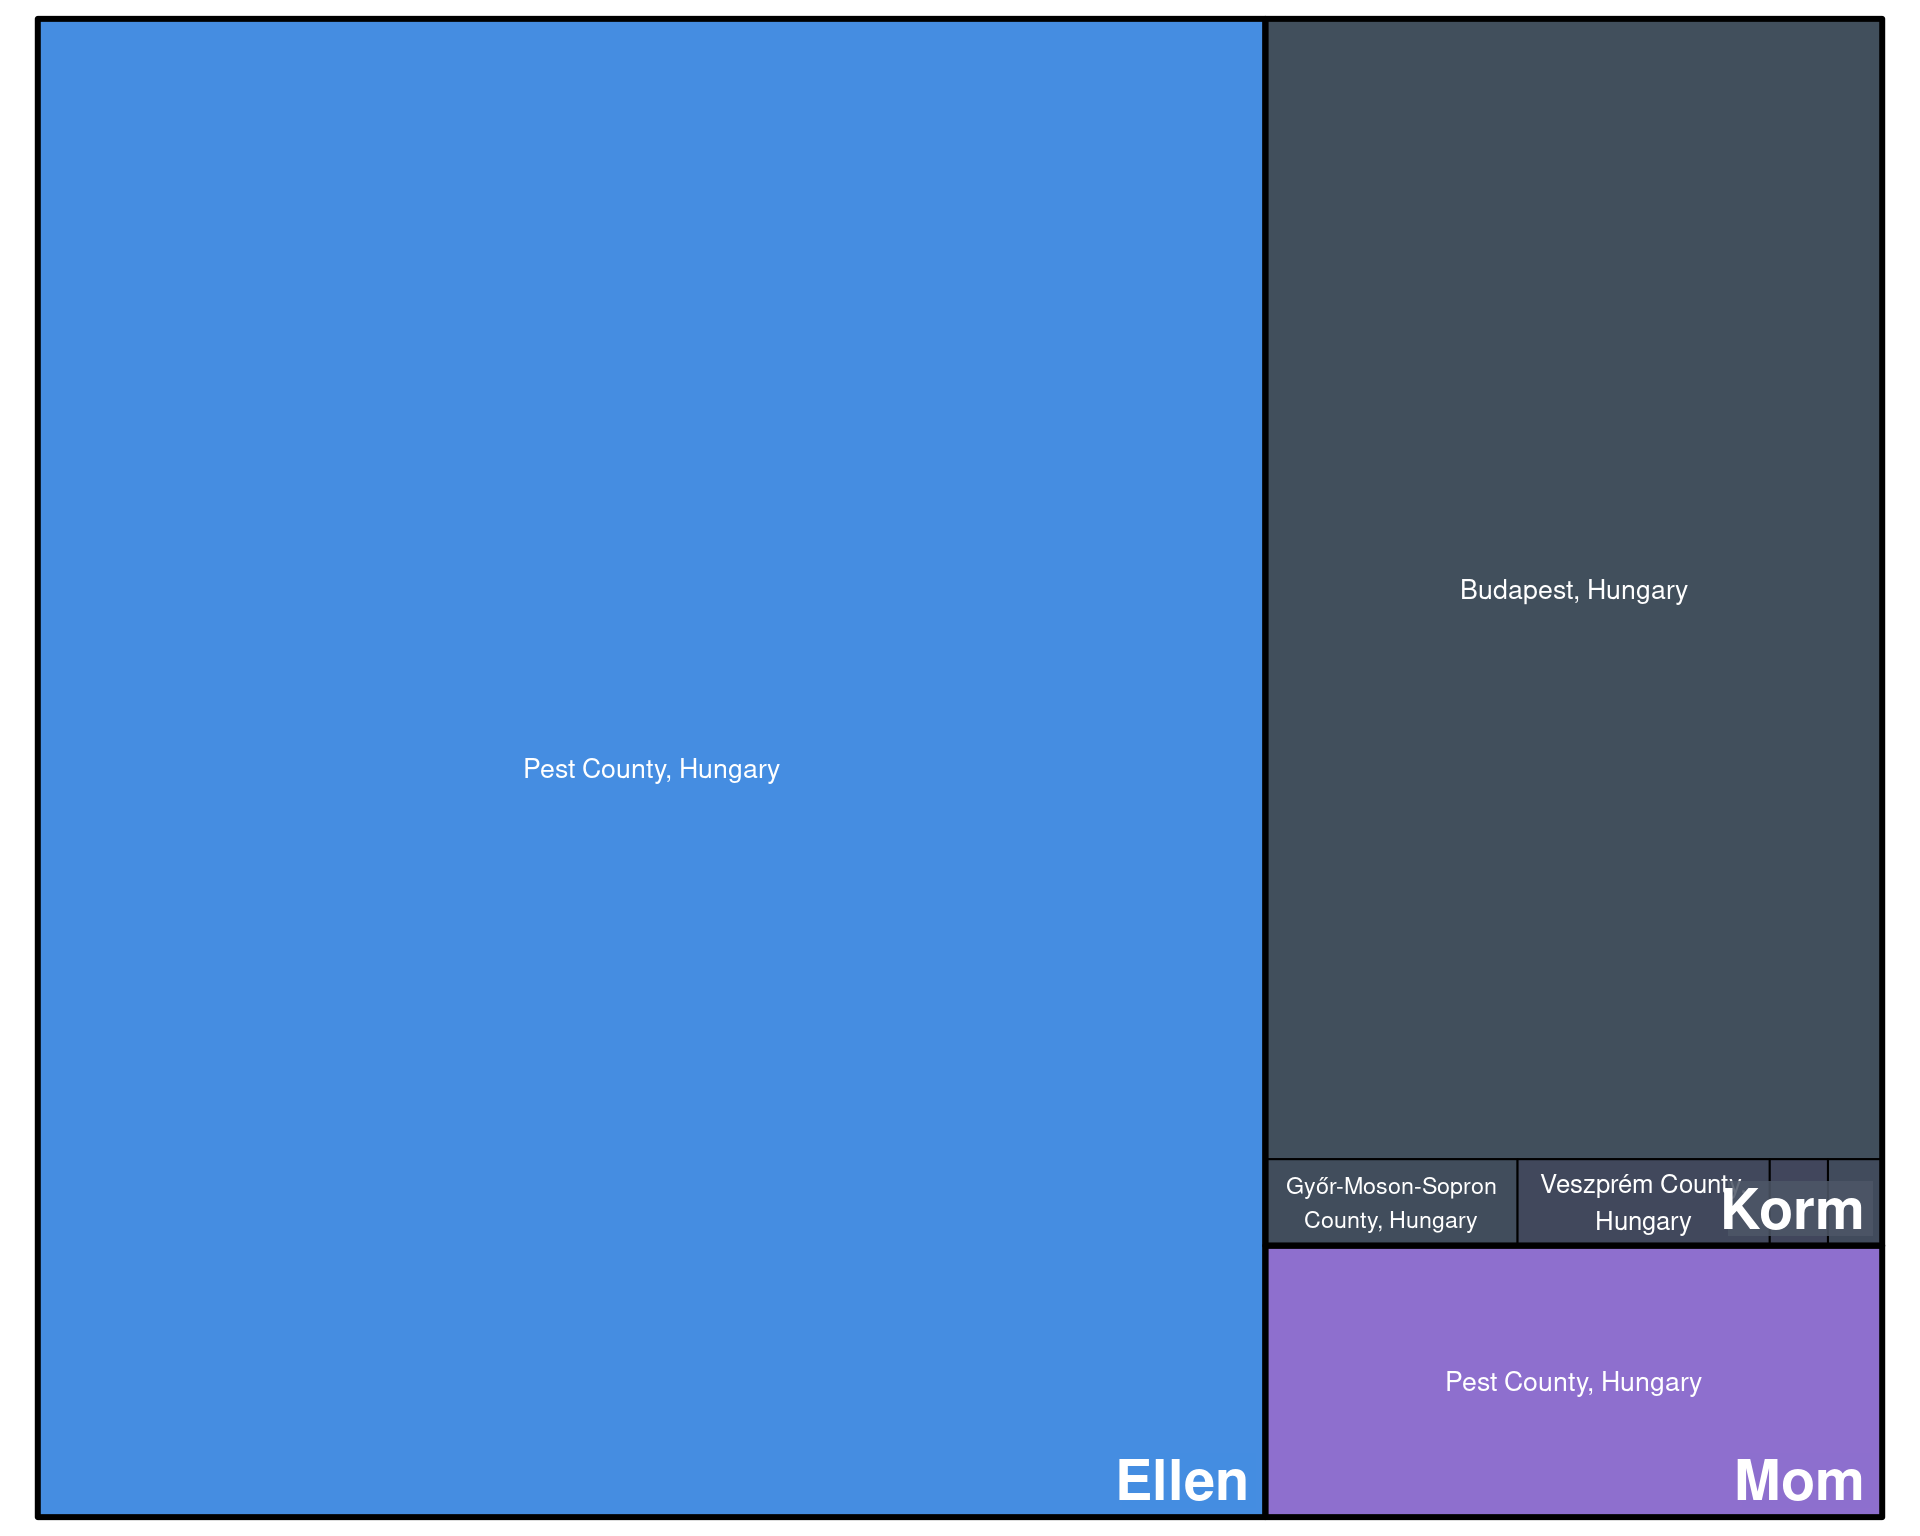 Budapest, Hungary
Pest County, Hungary
Győr-Moson-Sopron
County, Hungary
Veszprém County
Hungary
Korm
Pest County, Hungary
Ellen
Mom